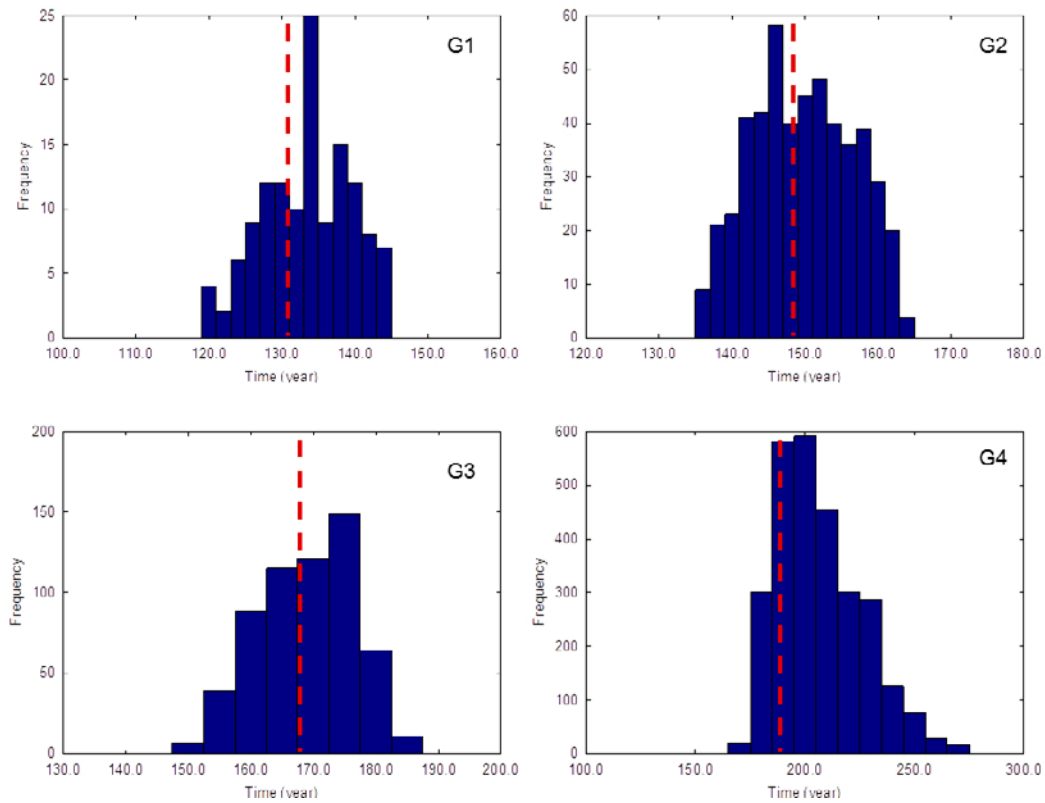 G1
Frequency
25
20
15
10
5
0
100.0 110.0 120.0 130.0 140.0 150.0 160.0
Time (year)
G2
Frequency
60
50
40
30
20
10
0
120.0 130.0 140.0 150.0 160.0 170.0 180.0
Time (year)
G3
Frequency
200
150
100
50
0
130.0 140.0 150.0 160.0 170.0 180.0 190.0 200.0
Time (year)
G4
Frequency
600
500
400
300
200
100
0
100.0 150.0 200.0 250.0 300.0
Time (year)